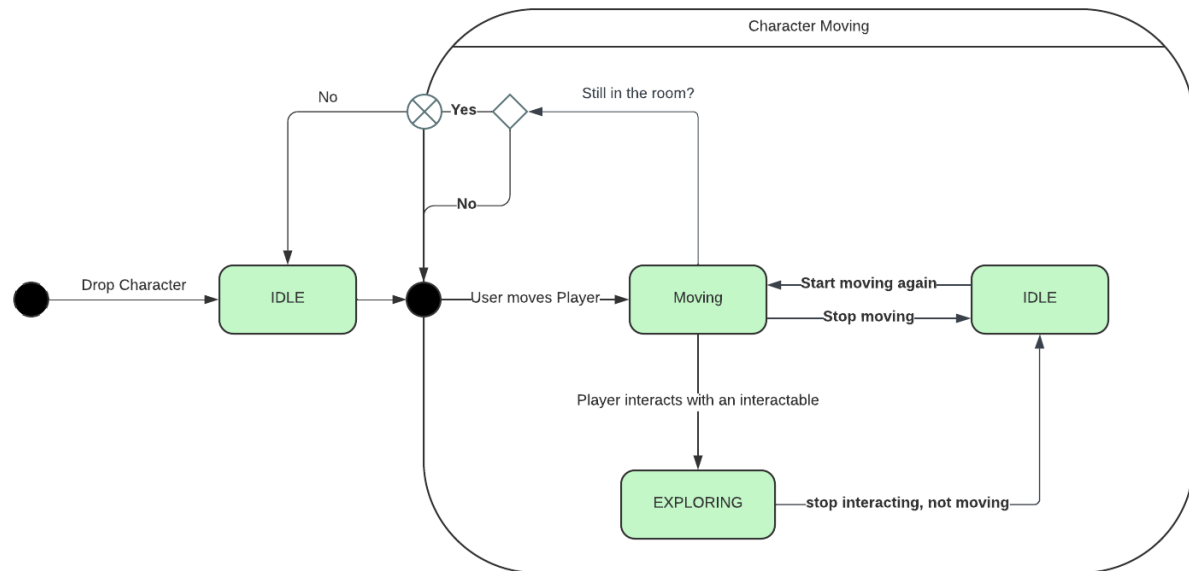 Character Moving
No
Yes
Still in the room?
No
Drop Character
IDLE
User moves Player
Moving
Start moving again
IDLE
Stop moving
Player interacts with an interactable
EXPLORING
stop interacting, not moving